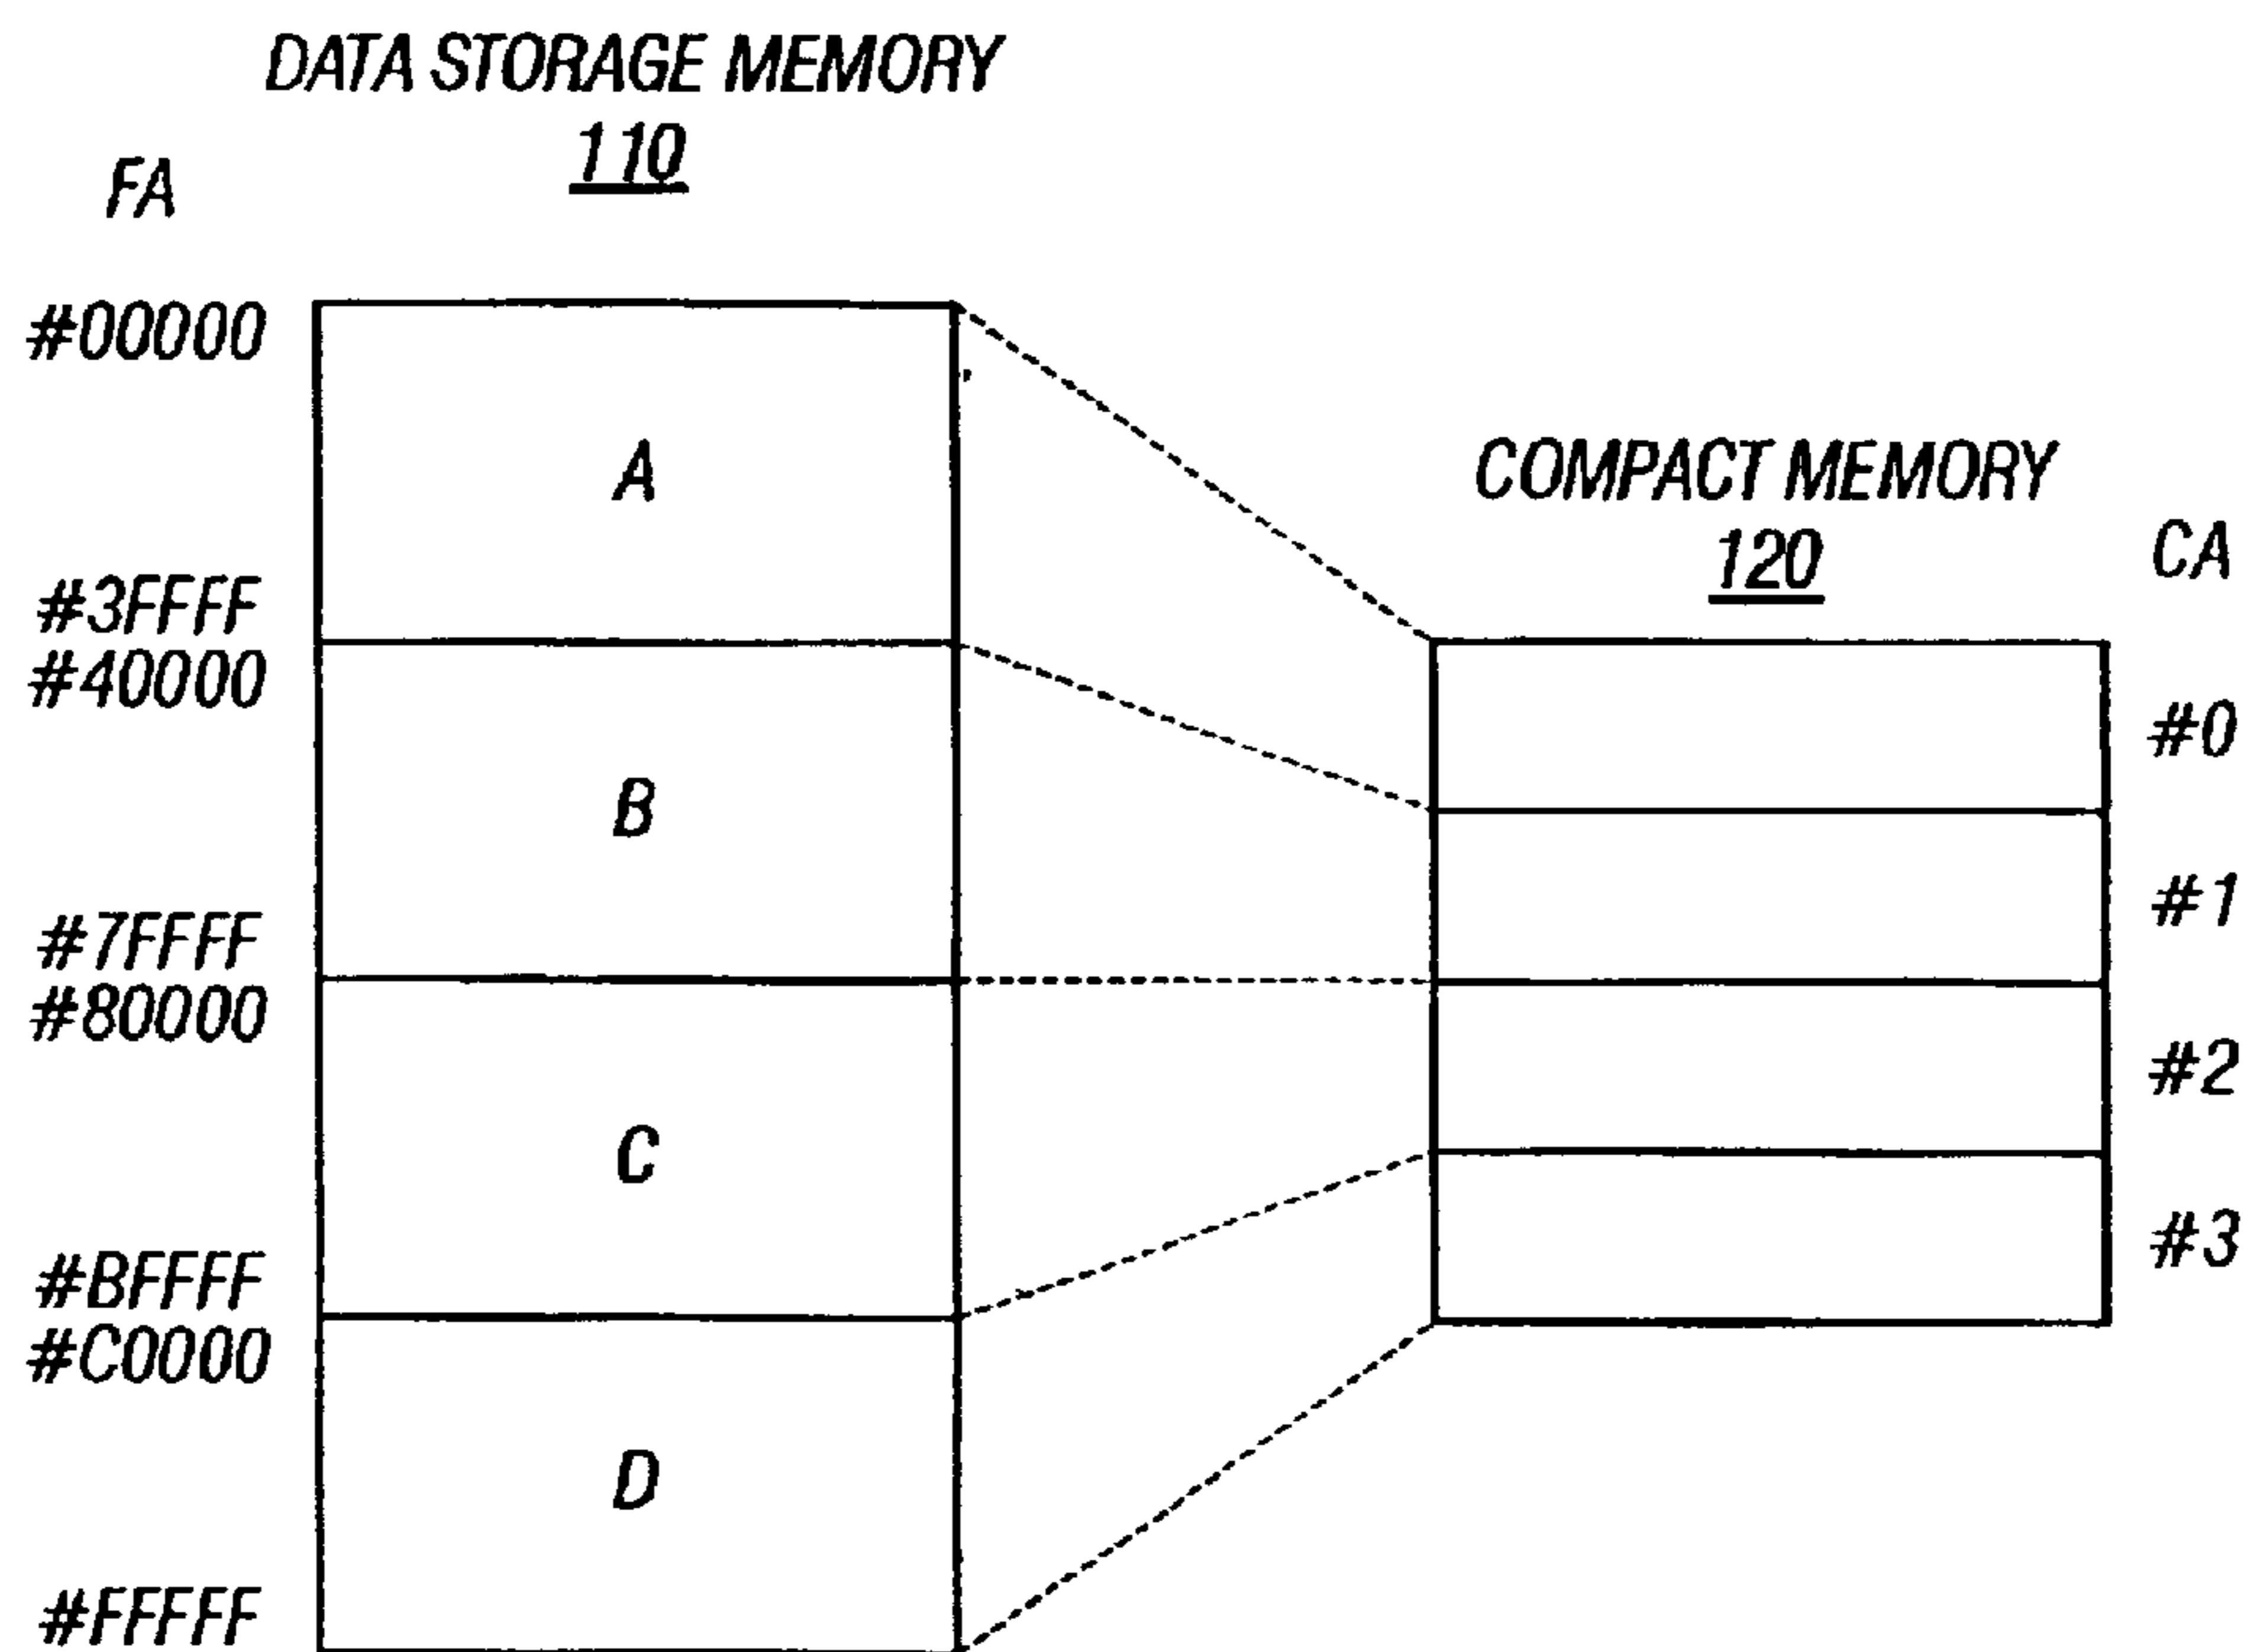 DATA STORAGE MEMORY
110
FA
#00000
A
#3FFFF
#40000
B
#7FFFF
#80000
C
#BFFFF
#C0000
D
#FFFFF
COMPACT MEMORY
120
CA
#0
#1
#2
#3